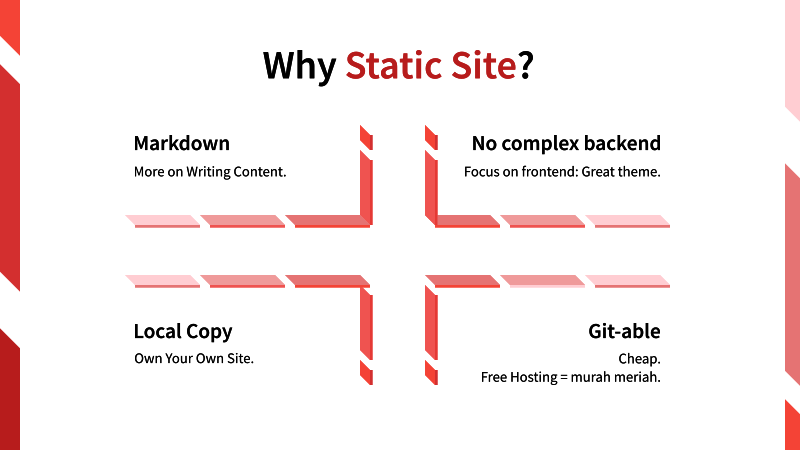 Why Static Site?
Markdown
More on Writing Content.
No complex backend
Focus on frontend: Great theme.
Local Copy
Own Your Own Site.
Git-able
Cheap.
Free Hosting = murah meriah.